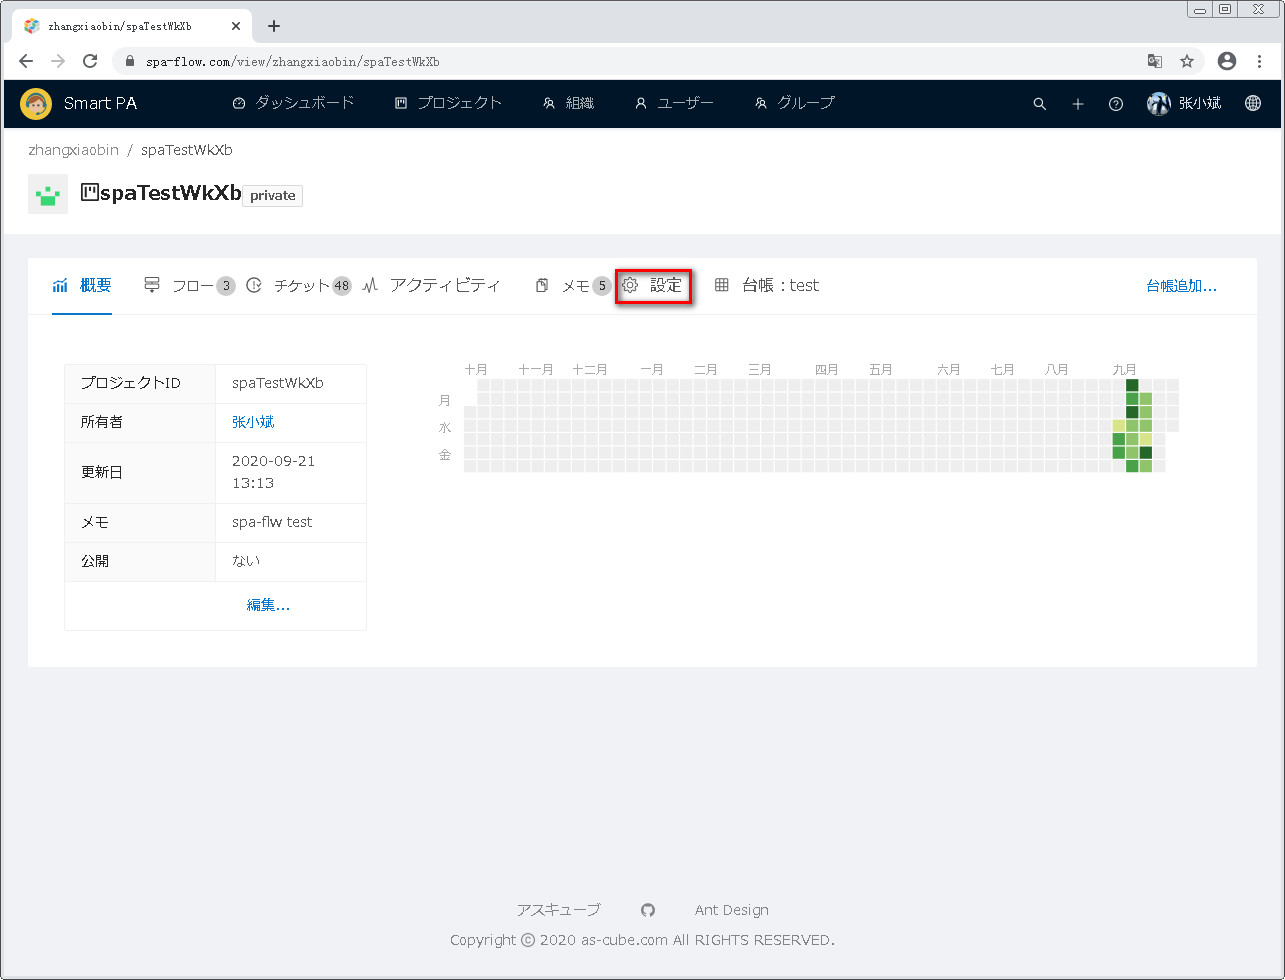 zhangxiaobin/spaTestWkXb
spa-flow.com/view/zhangxiaobin/spaTestWkXb
Smart PA ダッシュボード プロジェクト 組織 ユーザー グループ 张小斌
zhangxiaobin / spaTestWkXb
spaTestWkXb private
概要 フロー 3 チケット 48 アクティビティ メモ 5 設定 台帳：test 台帳追加...
十月 十一月 十二月 一月 二月 三月 四月 五月 六月 七月 八月 九月
月
水
金
プロジェクトID spaTestWkXb
所有者 张小斌
更新日 2020-09-21 13:13
メモ spa-flw test
公開 ない
編集...
アスキューブ Ant Design
Copyright © 2020 as-cube.com All RIGHTS RESERVED.